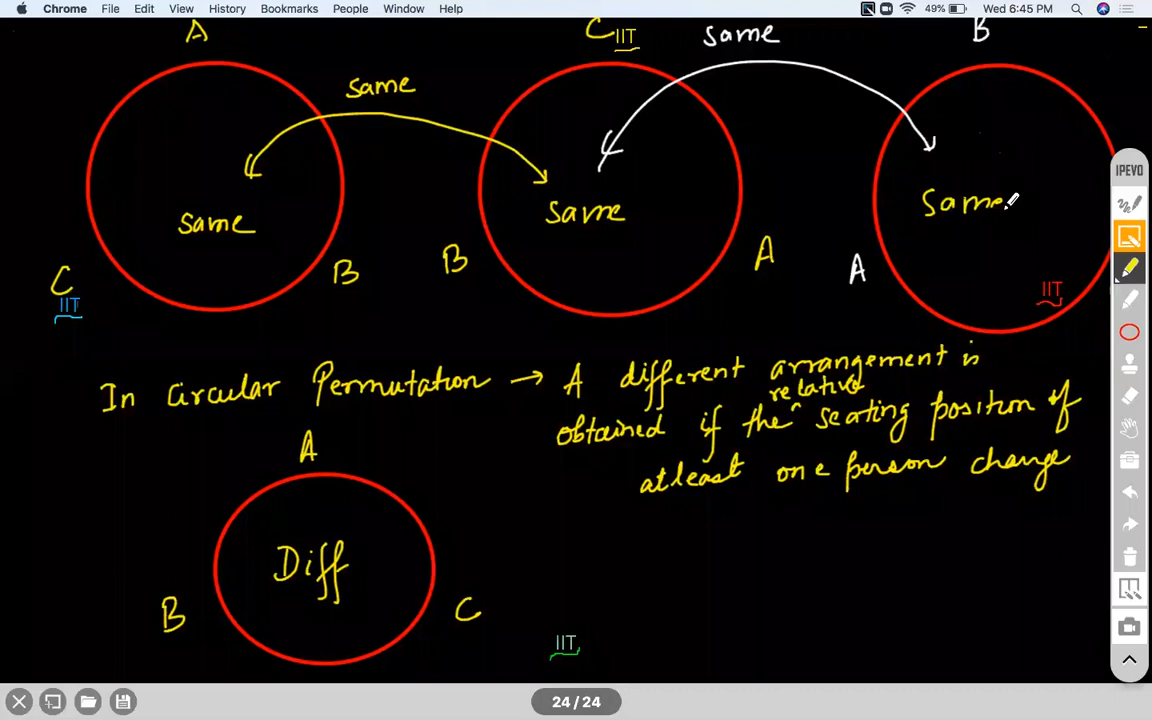 Chrome File Edit View History Bookmarks People Window Help 49% Wed 5 PM 6:45
A
C IIT
same
B
same
same
same
same
C
IIT
B
B
A
A
IIT
In Circular Permutation → A different arrangement is
relative
obtained if the ^ seating position of
atleast one person change
A
Diff
B
C
IIT
IPEVO
24 / 24